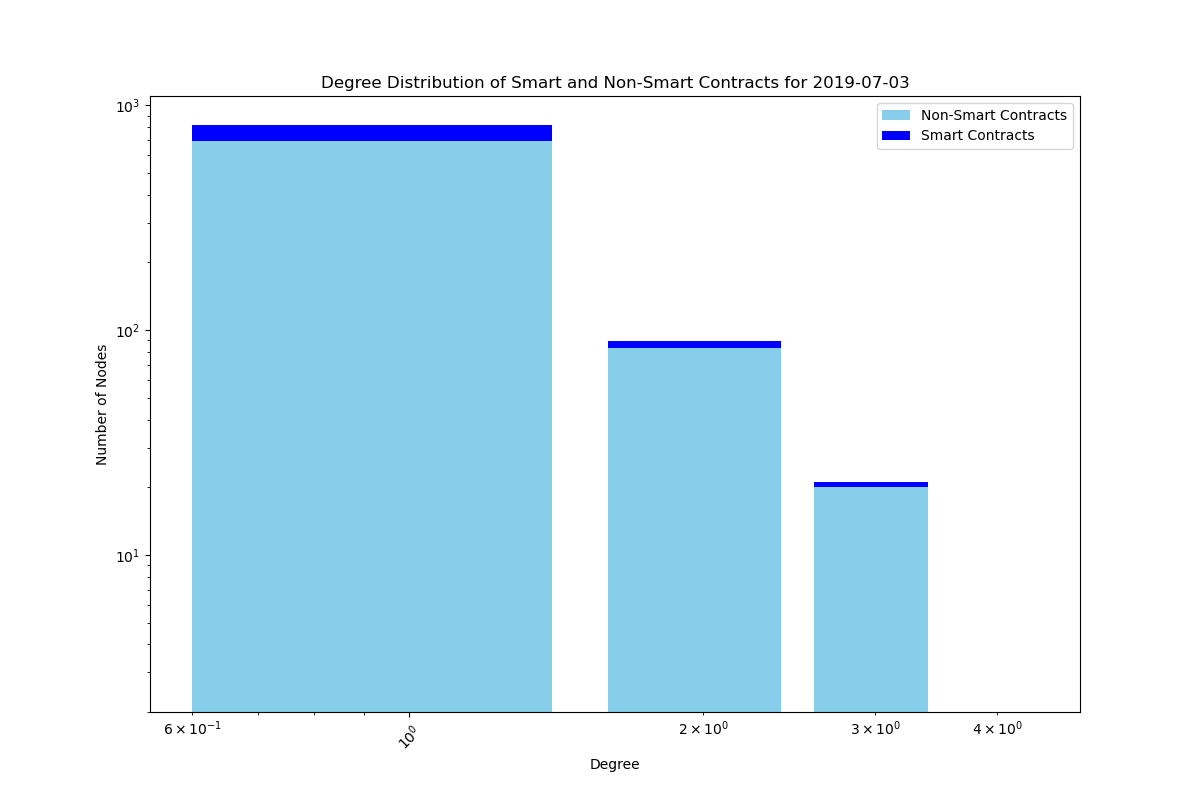 Degree Distribution of Smart and Non-Smart Contracts for 2019-07-03
Non-Smart Contracts
Smart Contracts
Number of Nodes
10³
10²
10¹
6 × 10⁻¹
10⁰
2 × 10⁰
3 × 10⁰
4 × 10⁰
Degree